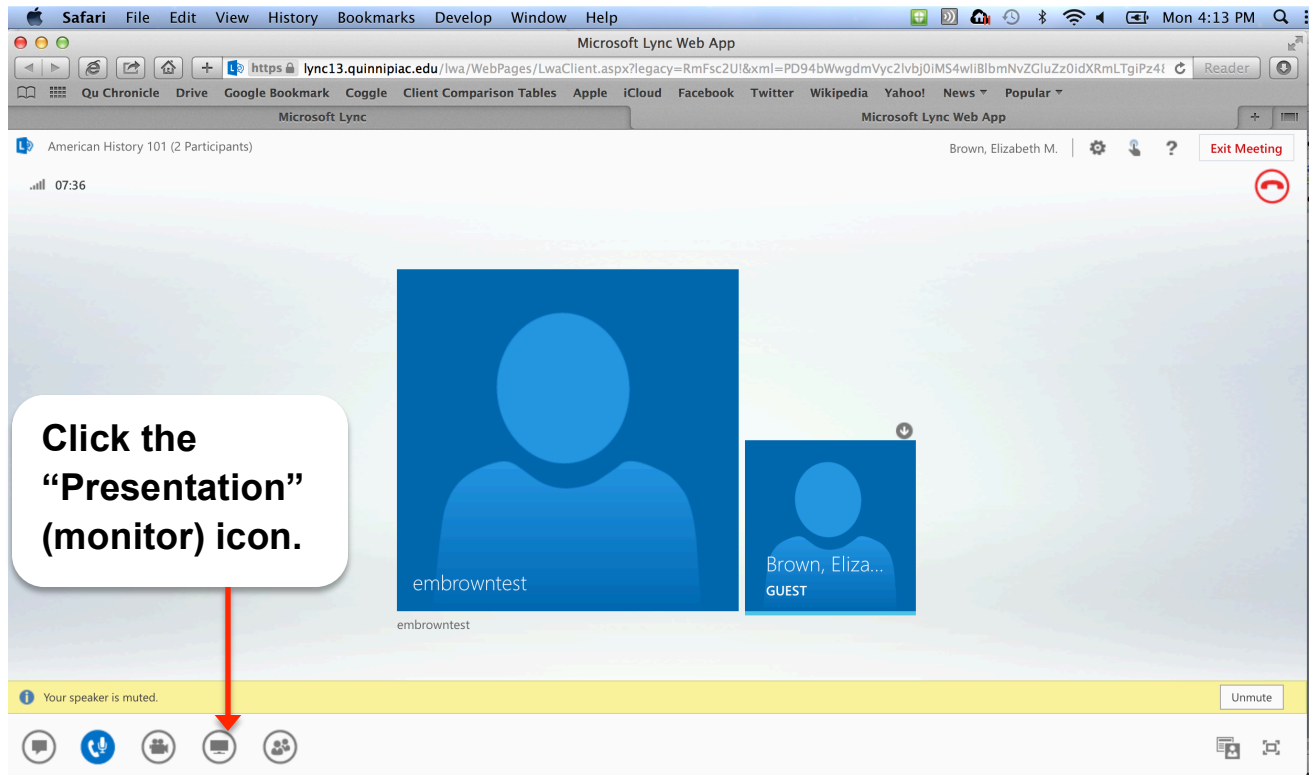 Safari File Edit View History Bookmarks Develop Window Help Mon 4:13 PM
Microsoft Lync Web App
https lync13.quinnipiac.edu/lwa/WebPages/LwaClient.aspx?legacy=RmFsc2U!&xml=PD94bWwgdmVyc2lvbj0iMS4wIiBlbmNvZGluZz0idXRmLTgiPz48 Reader
Qu Chronicle Drive Google Bookmark Coggle Client Comparison Tables Apple iCloud Facebook Twitter Wikipedia Yahoo! News Popular
Microsoft Lync Microsoft Lync Web App
American History 101 (2 Participants) Brown, Elizabeth M. ? Exit Meeting
07:36
Click the
“Presentation”
(monitor) icon.
embrowntest
Brown, Eliza...
GUEST
embrowntest
Your speaker is muted. Unmute